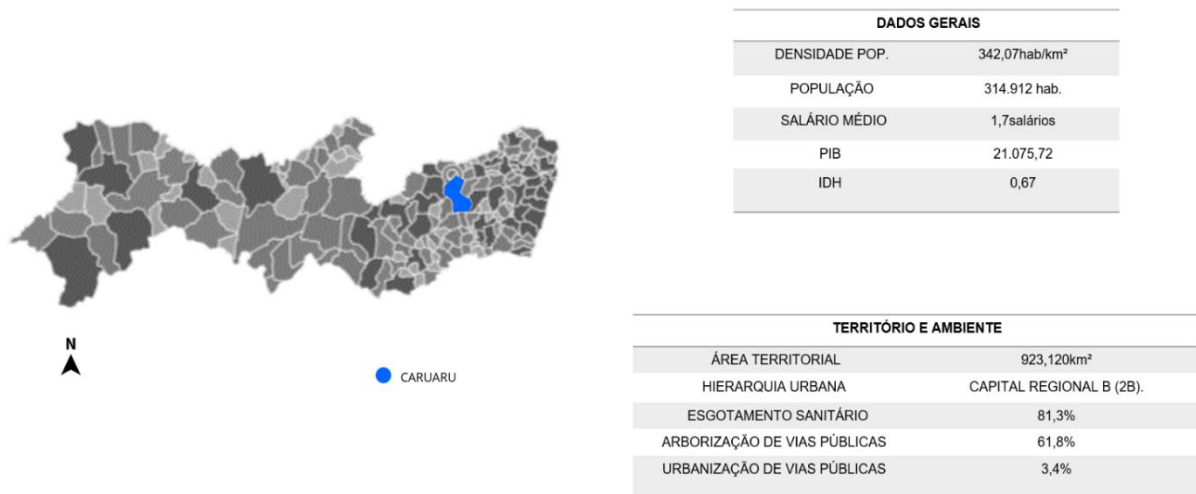 DADOS GERAIS
DENSIDADE POP. 342,07hab/km²
POPULAÇÃO 314.912 hab.
SALÁRIO MÉDIO 1,7salários
PIB 21.075,72
IDH 0,67
N
CARUARU
TERRITÓRIO E AMBIENTE
ÁREA TERRITORIAL 923,120km²
HIERARQUIA URBANA CAPITAL REGIONAL B (2B).
ESGOTAMENTO SANITÁRIO 81,3%
ARBORIZAÇÃO DE VIAS PÚBLICAS 61,8%
URBANIZAÇÃO DE VIAS PÚBLICAS 3,4%